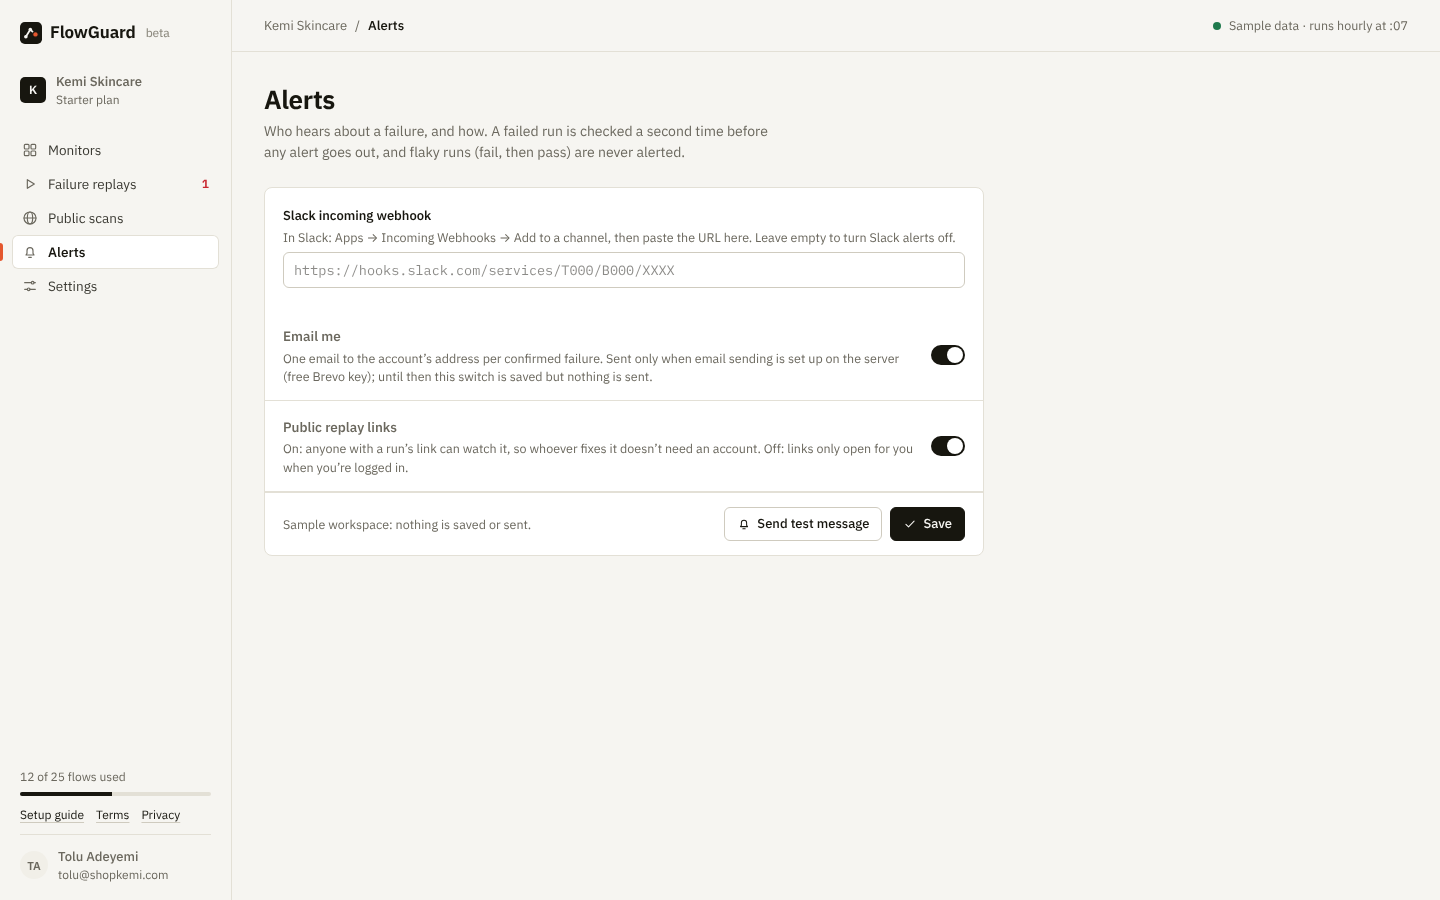 FlowGuard beta
K
Kemi Skincare
Starter plan
Monitors
Failure replays 1
Public scans
Alerts
Settings
12 of 25 flows used
Setup guide Terms Privacy
TA
Tolu Adeyemi
tolu@shopkemi.com
Kemi Skincare / Alerts
Sample data · runs hourly at :07
Alerts
Who hears about a failure, and how. A failed run is checked a second time before
any alert goes out, and flaky runs (fail, then pass) are never alerted.
Slack incoming webhook
In Slack: Apps → Incoming Webhooks → Add to a channel, then paste the URL here. Leave empty to turn Slack alerts off.
https://hooks.slack.com/services/T000/B000/XXXX
Email me
One email to the account’s address per confirmed failure. Sent only when email sending is set up on the server
(free Brevo key); until then this switch is saved but nothing is sent.
Public replay links
On: anyone with a run’s link can watch it, so whoever fixes it doesn’t need an account. Off: links only open for you
when you’re logged in.
Sample workspace: nothing is saved or sent.
Send test message
Save